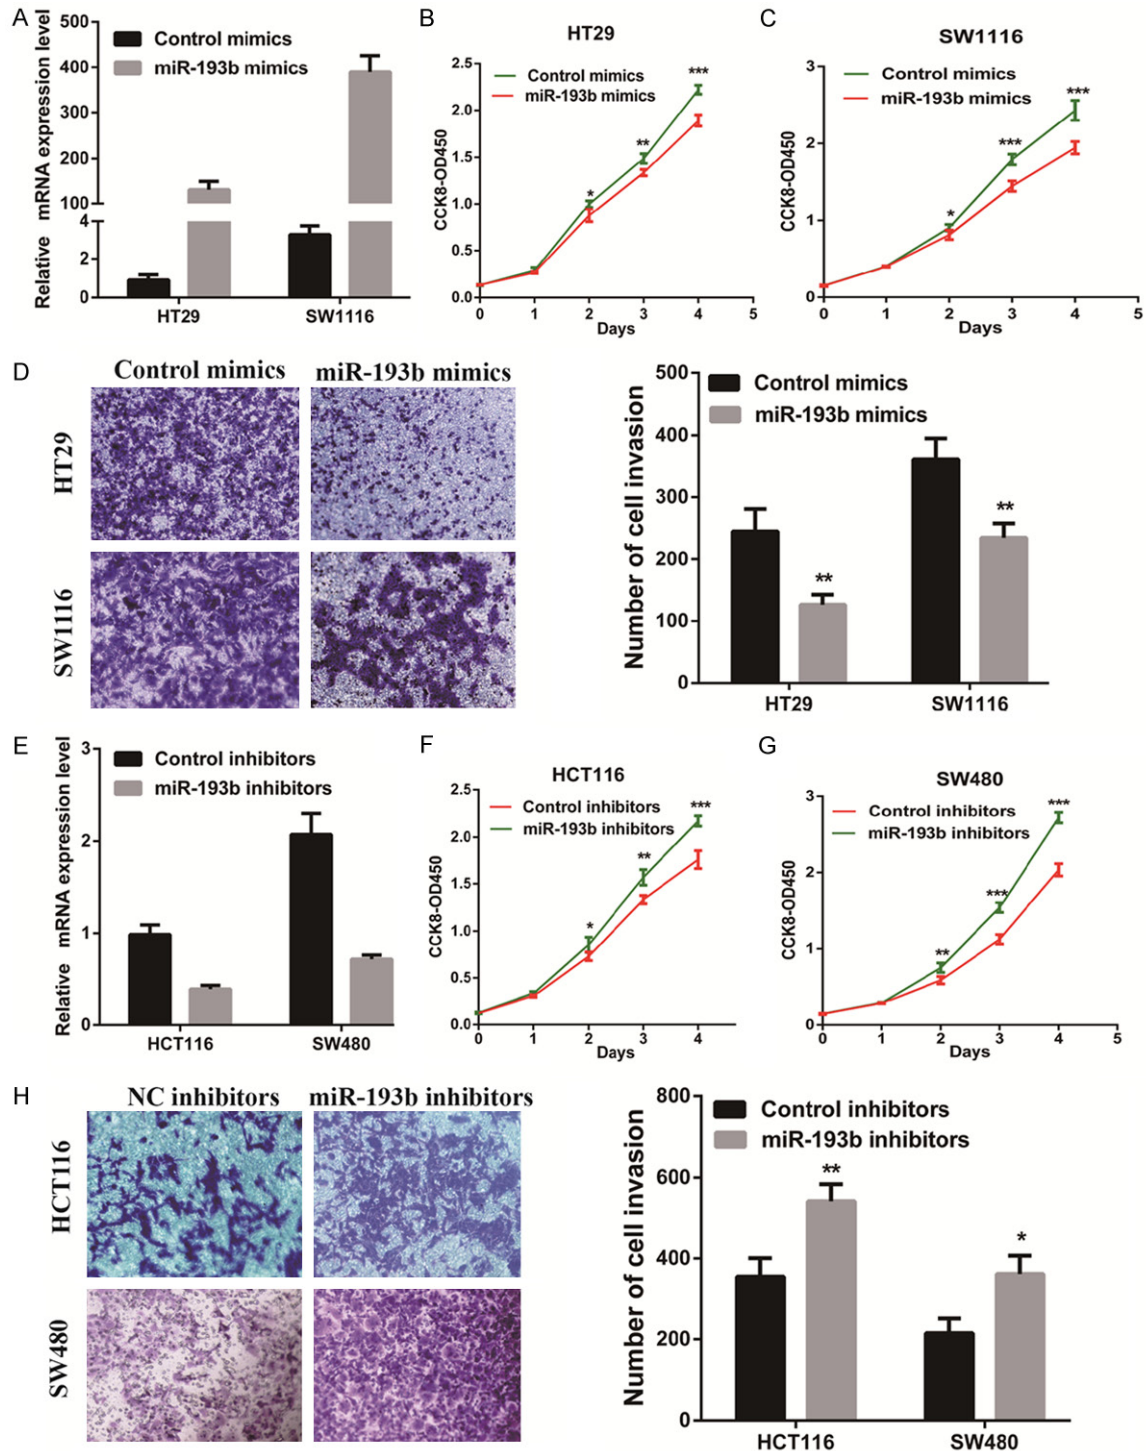 A
Relative mRNA expression level
500
400
300
200
100
4
2
0
Control mimics
miR-193b mimics
HT29
SW1116
B
HT29
CCK8-OD450
2.5
2.0
1.5
1.0
0.5
0.0
Control mimics
miR-193b mimics
*
**
***
0 1 2 3 4 5
Days
C
SW1116
CCK8-OD450
3
2
1
0
Control mimics
miR-193b mimics
*
***
***
0 1 2 3 4 5
Days
D
Control mimics
miR-193b mimics
HT29
SW1116
Number of cell invasion
500
400
300
200
100
0
Control mimics
miR-193b mimics
**
**
HT29
SW1116
E
Relative mRNA expression level
3
2
1
0
Control inhibitors
miR-193b inhibitors
HCT116
SW480
F
HCT116
CCK8-OD450
2.5
2.0
1.5
1.0
0.5
0.0
Control inhibitors
miR-193b inhibitors
*
**
***
0 1 2 3 4
Days
G
SW480
CCK8-OD450
3
2
1
0
Control inhibitors
miR-193b inhibitors
**
***
***
0 1 2 3 4 5
Days
H
NC inhibitors
miR-193b inhibitors
HCT116
SW480
Number of cell invasion
800
600
400
200
0
Control inhibitors
miR-193b inhibitors
**
*
HCT116
SW480